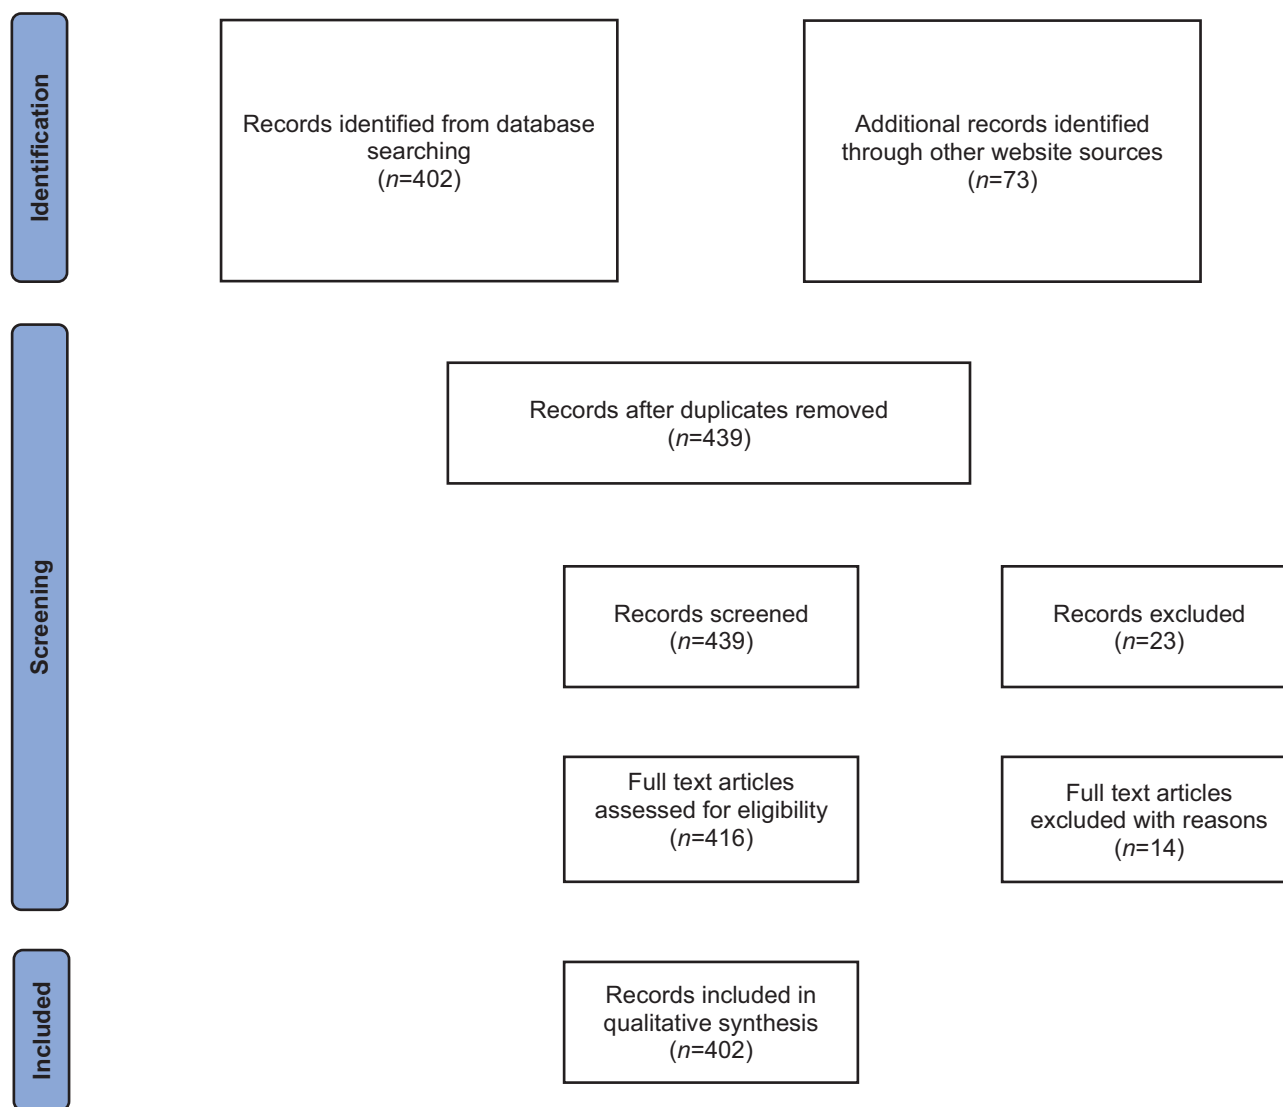 Identification
Records identified from database
searching
(n=402)
Additional records identified
through other website sources
(n=73)
Screening
Records after duplicates removed
(n=439)
Records screened
(n=439)
Records excluded
(n=23)
Full text articles
assessed for eligibility
(n=416)
Full text articles
excluded with reasons
(n=14)
Included
Records included in
qualitative synthesis
(n=402)